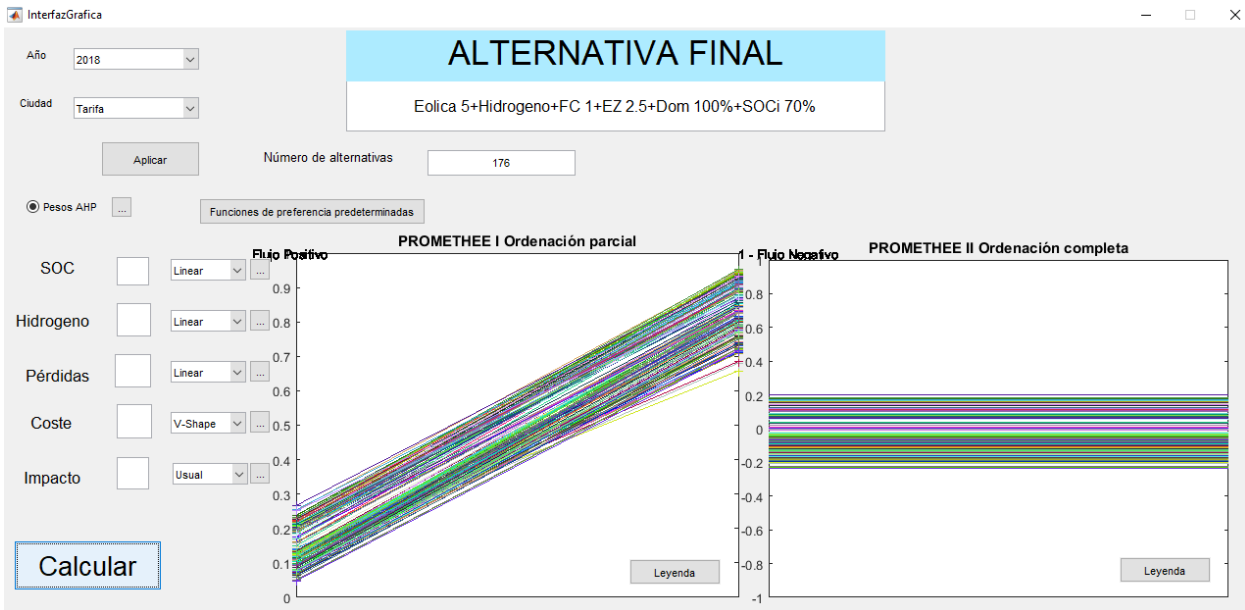 InterfazGrafica
ALTERNATIVA FINAL
Año
2018
Eolica 5+Hidrogeno+FC 1+EZ 2.5+Dom 100%+SOCi 70%
Ciudad
Tarifa
Aplicar
Número de alternativas
176
Pesos AHP
...
Funciones de preferencia predeterminadas
SOC
Linear
...
Hidrogeno
Linear
...
Pérdidas
Linear
...
Coste
V-Shape
...
Impacto
Usual
...
Calcular
PROMETHEE I Ordenación parcial
Flujo Positivo
1 - Flujo Negativo
0.9
0.8
0.7
0.6
0.5
0.4
0.3
0.2
0.1
0
Leyenda
PROMETHEE II Ordenación completa
1
0.8
0.6
0.4
0.2
0
-0.2
-0.4
-0.6
-0.8
-1
Leyenda